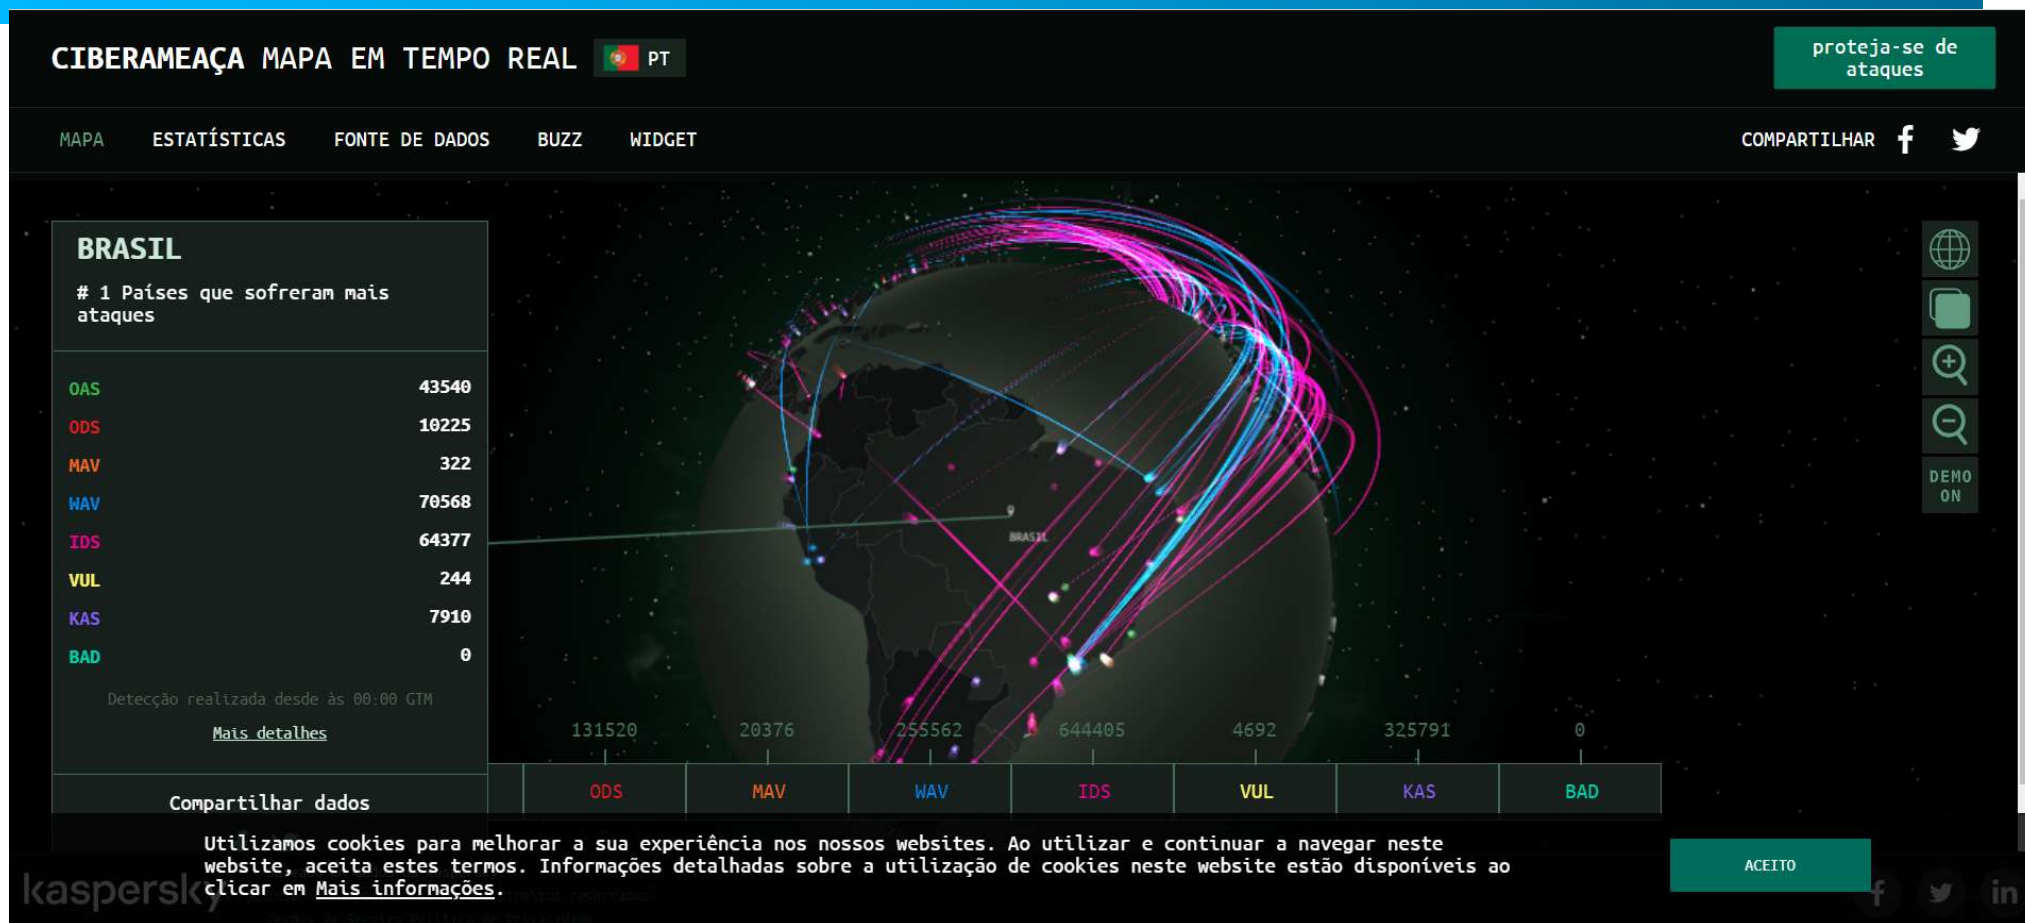 CIBERAMEAÇA MAPA EM TEMPO REAL PT
proteja-se de
ataques
MAPA ESTATÍSTICAS FONTE DE DADOS BUZZ WIDGET COMPARTILHAR
BRASIL
# 1 Países que sofreram mais
ataques
OAS 43540
ODS 10225
MAV 322
WAV 70568
IDS 64377
VUL 244
KAS 7910
BAD 0
Detecção realizada desde às 00:00 GTM
Mais detalhes
Compartilhar dados
BRASIL
DEMO
ON
131520 20376 255562 644405 4692 325791 0
ODS MAV WAV IDS VUL KAS BAD
Utilizamos cookies para melhorar a sua experiência nos nossos websites. Ao utilizar e continuar a navegar neste
website, aceita estes termos. Informações detalhadas sobre a utilização de cookies neste website estão disponíveis ao
clicar em Mais informações.
ACEITO
kaspersky